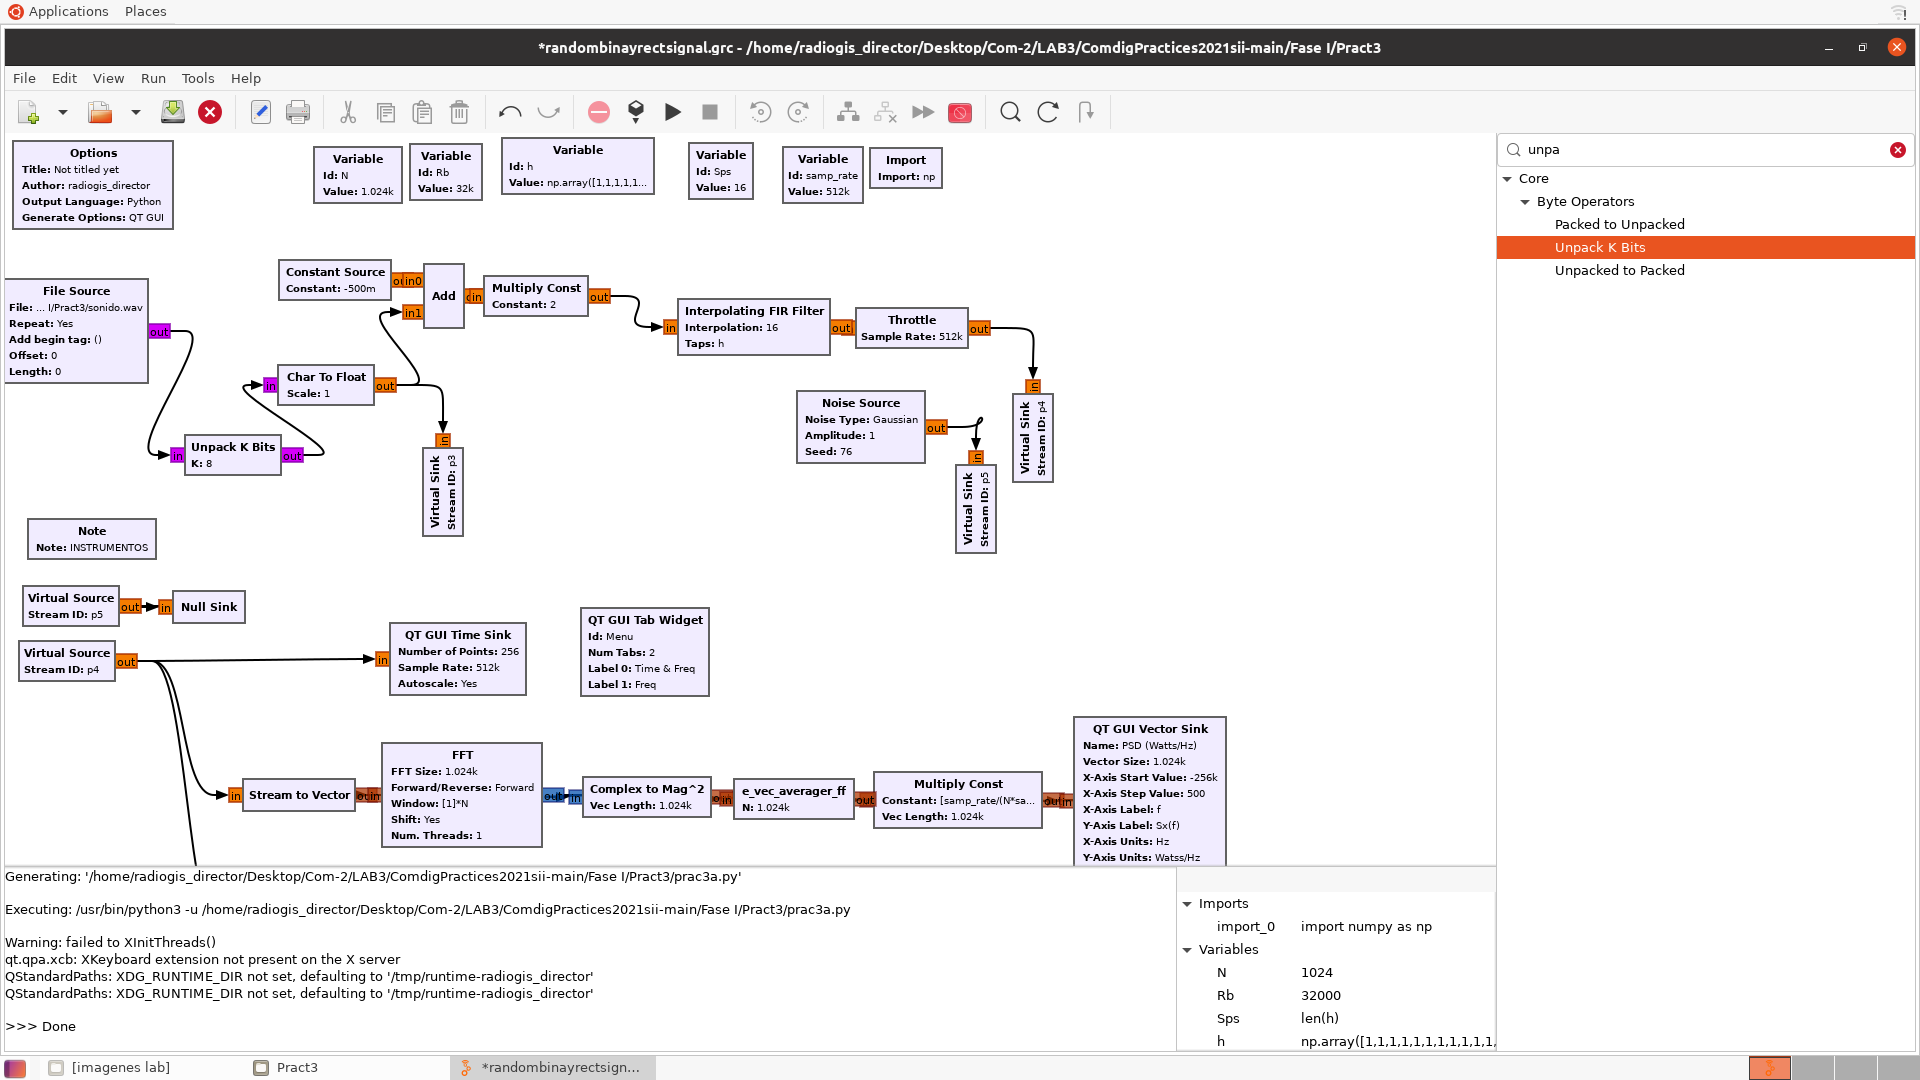 Applications Places
*randombinayrectsignal.grc - /home/radiogis_director/Desktop/Com-2/LAB3/ComdigPractices2021sii-main/Fase I/Pract3
File Edit View Run Tools Help
Options
Title: Not titled yet
Author: radiogis_director
Output Language: Python
Generate Options: QT GUI
Variable
Id: N
Value: 1.024k
Variable
Id: Rb
Value: 32k
Variable
Id: h
Value: np.array([1,1,1,1,1...
Variable
Id: Sps
Value: 16
Variable
Id: samp_rate
Value: 512k
Import
Import: np
File Source
File: ... I/Pract3/sonido.wav
Repeat: Yes
Add begin tag: ()
Offset: 0
Length: 0
out
Constant Source
Constant: -500m
in0
in1
Add
in
Multiply Const
Constant: 2
out
in
Interpolating FIR Filter
Interpolation: 16
Taps: h
out
Throttle
Sample Rate: 512k
out
in
Virtual Sink
Stream ID: p4
in
Char To Float
Scale: 1
out
in
Virtual Sink
Stream ID: p3
in
Unpack K Bits
K: 8
out
Noise Source
Noise Type: Gaussian
Amplitude: 1
Seed: 76
out
in
Virtual Sink
Stream ID: p5
Note
Note: INSTRUMENTOS
Virtual Source
Stream ID: p5
out
in
Null Sink
Virtual Source
Stream ID: p4
out
in
QT GUI Time Sink
Number of Points: 256
Sample Rate: 512k
Autoscale: Yes
QT GUI Tab Widget
Id: Menu
Num Tabs: 2
Label 0: Time & Freq
Label 1: Freq
in
Stream to Vector
in
FFT
FFT Size: 1.024k
Forward/Reverse: Forward
Window: [1]*N
Shift: Yes
Num. Threads: 1
out
in
Complex to Mag^2
Vec Length: 1.024k
in
e_vec_averager_ff
N: 1.024k
out
Multiply Const
Constant: [samp_rate/(N*sa...
Vec Length: 1.024k
out
in
QT GUI Vector Sink
Name: PSD (Watts/Hz)
Vector Size: 1.024k
X-Axis Start Value: -256k
X-Axis Step Value: 500
X-Axis Label: f
Y-Axis Label: Sx(f)
X-Axis Units: Hz
Y-Axis Units: Watss/Hz
unpa
Core
Byte Operators
Packed to Unpacked
Unpack K Bits
Unpacked to Packed
Generating: '/home/radiogis_director/Desktop/Com-2/LAB3/ComdigPractices2021sii-main/Fase I/Pract3/prac3a.py'
Executing: /usr/bin/python3 -u /home/radiogis_director/Desktop/Com-2/LAB3/ComdigPractices2021sii-main/Fase I/Pract3/prac3a.py
Warning: failed to XInitThreads()
qt.qpa.xcb: XKeyboard extension not present on the X server
QStandardPaths: XDG_RUNTIME_DIR not set, defaulting to '/tmp/runtime-radiogis_director'
QStandardPaths: XDG_RUNTIME_DIR not set, defaulting to '/tmp/runtime-radiogis_director'
>>> Done
Imports
import_0 import numpy as np
Variables
N 1024
Rb 32000
Sps len(h)
h np.array([1,1,1,1,1,1,1,1,1,1,1,
[imagenes lab] Pract3 *randombinayrectsign...